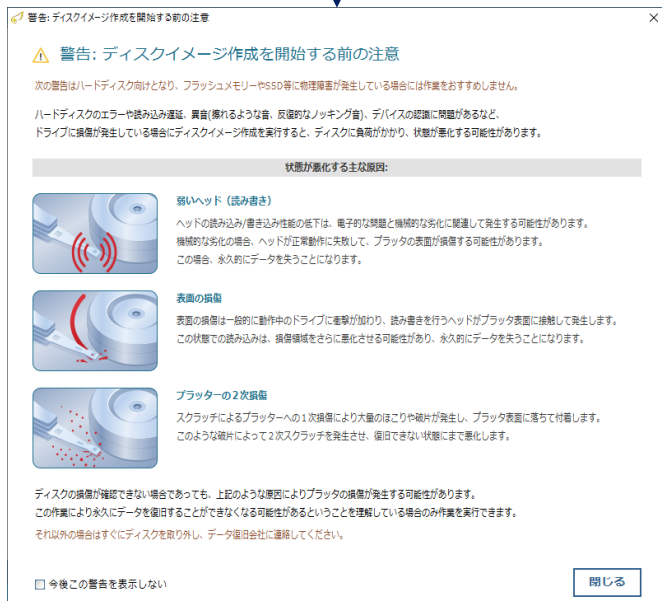 警告: ディスクイメージ作成を開始する前の注意
警告: ディスクイメージ作成を開始する前の注意
次の警告はハードディスク向けとなり、フラッシュメモリーやSSD等に物理障害が発生している場合には作業をおすすめしません。
ハードディスクのエラーや読み込み遅延、異音(擦れるような音、反復的なノッキング音)、デバイスの認識に問題があるなど、
ドライブに損傷が発生している場合にディスクイメージ作成を実行すると、ディスクに負荷がかかり、状態が悪化する可能性があります。
状態が悪化する主な原因:
弱いヘッド（読み書き）
ヘッドの読み込み/書き込み性能の低下は、電子的な問題と機械的な劣化に関連して発生する可能性があります。
機械的な劣化の場合、ヘッドが正常動作に失敗して、プラッタの表面が損傷する可能性があります。
この場合、永久的にデータを失うことになります。
表面の損傷
表面の損傷は一般的に動作中のドライブに衝撃が加わり、読み書きを行うヘッドがプラッタ表面に接触して発生します。
この状態での読み込みは、損傷領域をさらに悪化させる可能性があり、永久的にデータを失うことになります。
プラッターの２次損傷
スクラッチによるプラッターへの１次損傷により大量のほこりや破片が発生し、プラッタ表面に落ちて付着します。
このような破片によって２次スクラッチを発生させ、復旧できない状態にまで悪化します。
ディスクの損傷が確認できない場合であっても、上記のような原因によりプラッタの損傷が発生する可能性があります。
この作業により永久にデータを復旧することができなくなる可能性があるということを理解している場合のみ作業を実行できます。
それ以外の場合はすぐにディスクを取り外し、データ復旧会社に連絡してください。
今後この警告を表示しない
閉じる